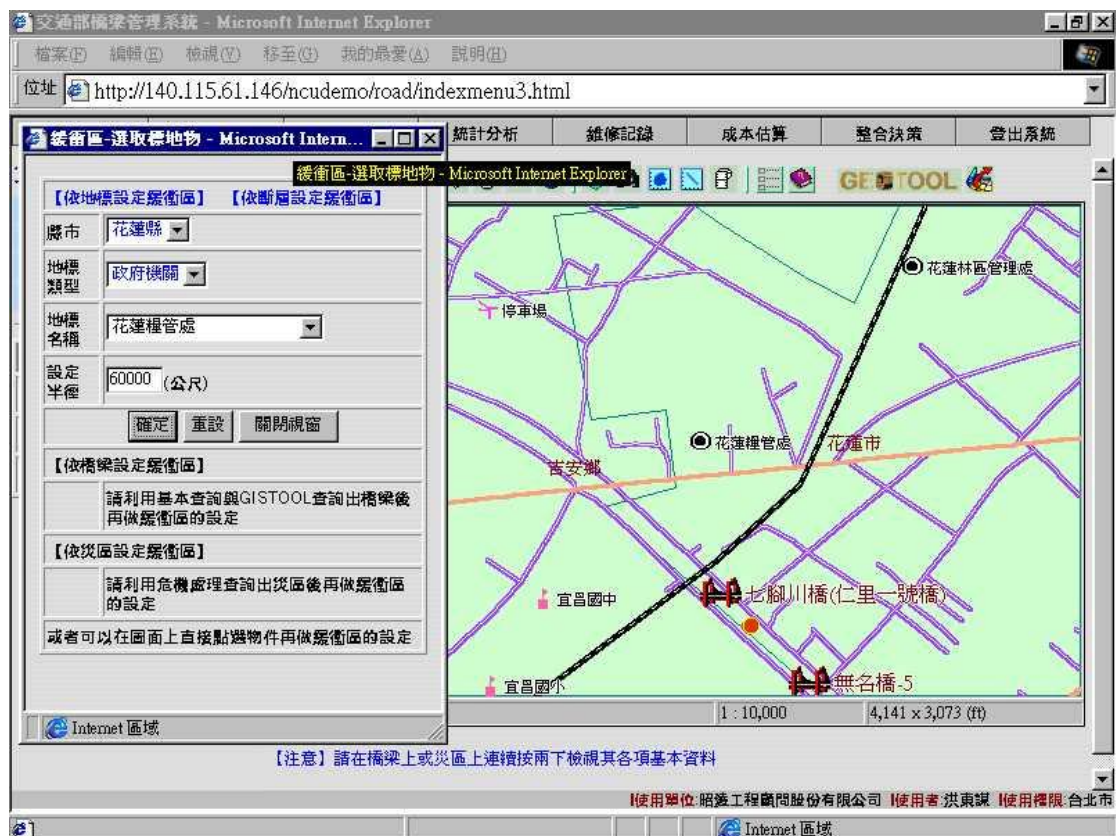 交通部橋梁管理系統 - Microsoft Internet Explorer
檔案(F) 編輯(E) 檢視(V) 移至(G) 我的最愛(A) 説明(H)
位址 http://140.115.61.146/ncudemo/road/indexmenu3.html
統計分析 維修記錄 成本估算 整合決策 登出系統
緩衝區-選取標地物 - Microsoft Intern...
緩衝區-選取標地物 - Microsoft Internet Explorer
TOOL
【依地標設定緩衝區】 【依斷層設定緩衝區】
縣市 花蓮縣
地標類型 政府機關
地標名稱 花蓮糧管處
設定半徑 60000 (公尺)
確定 重設 關閉視窗
【依橋梁設定緩衝區】
請利用基本查詢與GISTOOL查詢出橋梁後
再做緩衝區的設定
【依災區設定緩衝區】
請利用危機處理查詢出災區後再做緩衝區
的設定
或者可以在圖面上直接點選物件再做緩衝區的設定
Internet 區域
花蓮林區管理處
停車場
花蓮糧管處
花蓮市
吉安鄉
七腳川橋(仁里一號橋)
宜昌國中
無名橋-5
宜昌國小
1 : 10,000 4,141 x 3,073 (ft)
【注意】請在橋梁上或災區上連續按兩下檢視其各項基本資料
使用單位:昭淩工程顧問股份有限公司 使用者:洪東謀 使用權限:台北市
Internet 區域